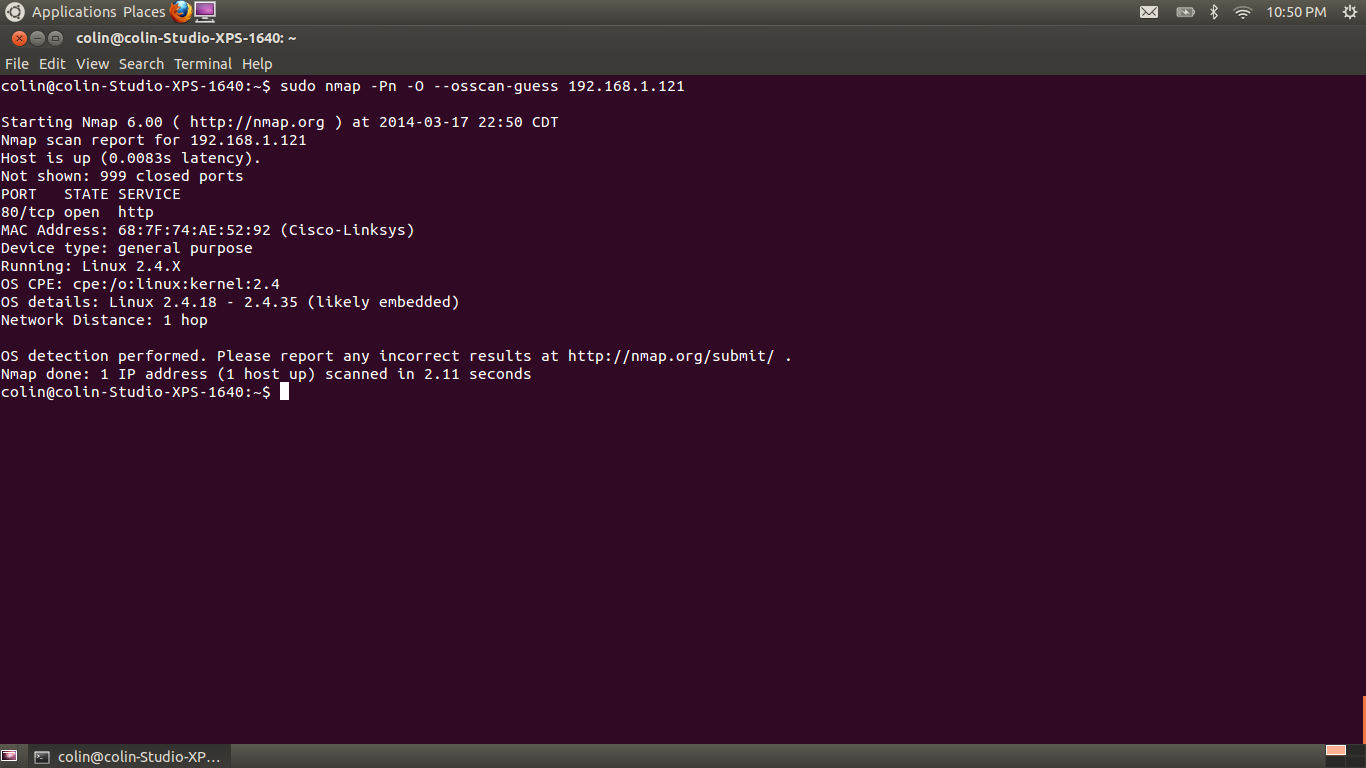 Applications Places 10:50 PM
colin@colin-Studio-XPS-1640: ~
File Edit View Search Terminal Help
colin@colin-Studio-XPS-1640:~$ sudo nmap -Pn -O --osscan-guess 192.168.1.121
Starting Nmap 6.00 ( http://nmap.org ) at 2014-03-17 22:50 CDT
Nmap scan report for 192.168.1.121
Host is up (0.0083s latency).
Not shown: 999 closed ports
PORT   STATE SERVICE
80/tcp open  http
MAC Address: 68:7F:74:AE:52:92 (Cisco-Linksys)
Device type: general purpose
Running: Linux 2.4.X
OS CPE: cpe:/o:linux:kernel:2.4
OS details: Linux 2.4.18 - 2.4.35 (likely embedded)
Network Distance: 1 hop
OS detection performed. Please report any incorrect results at http://nmap.org/submit/ .
Nmap done: 1 IP address (1 host up) scanned in 2.11 seconds
colin@colin-Studio-XPS-1640:~$
colin@colin-Studio-XP...